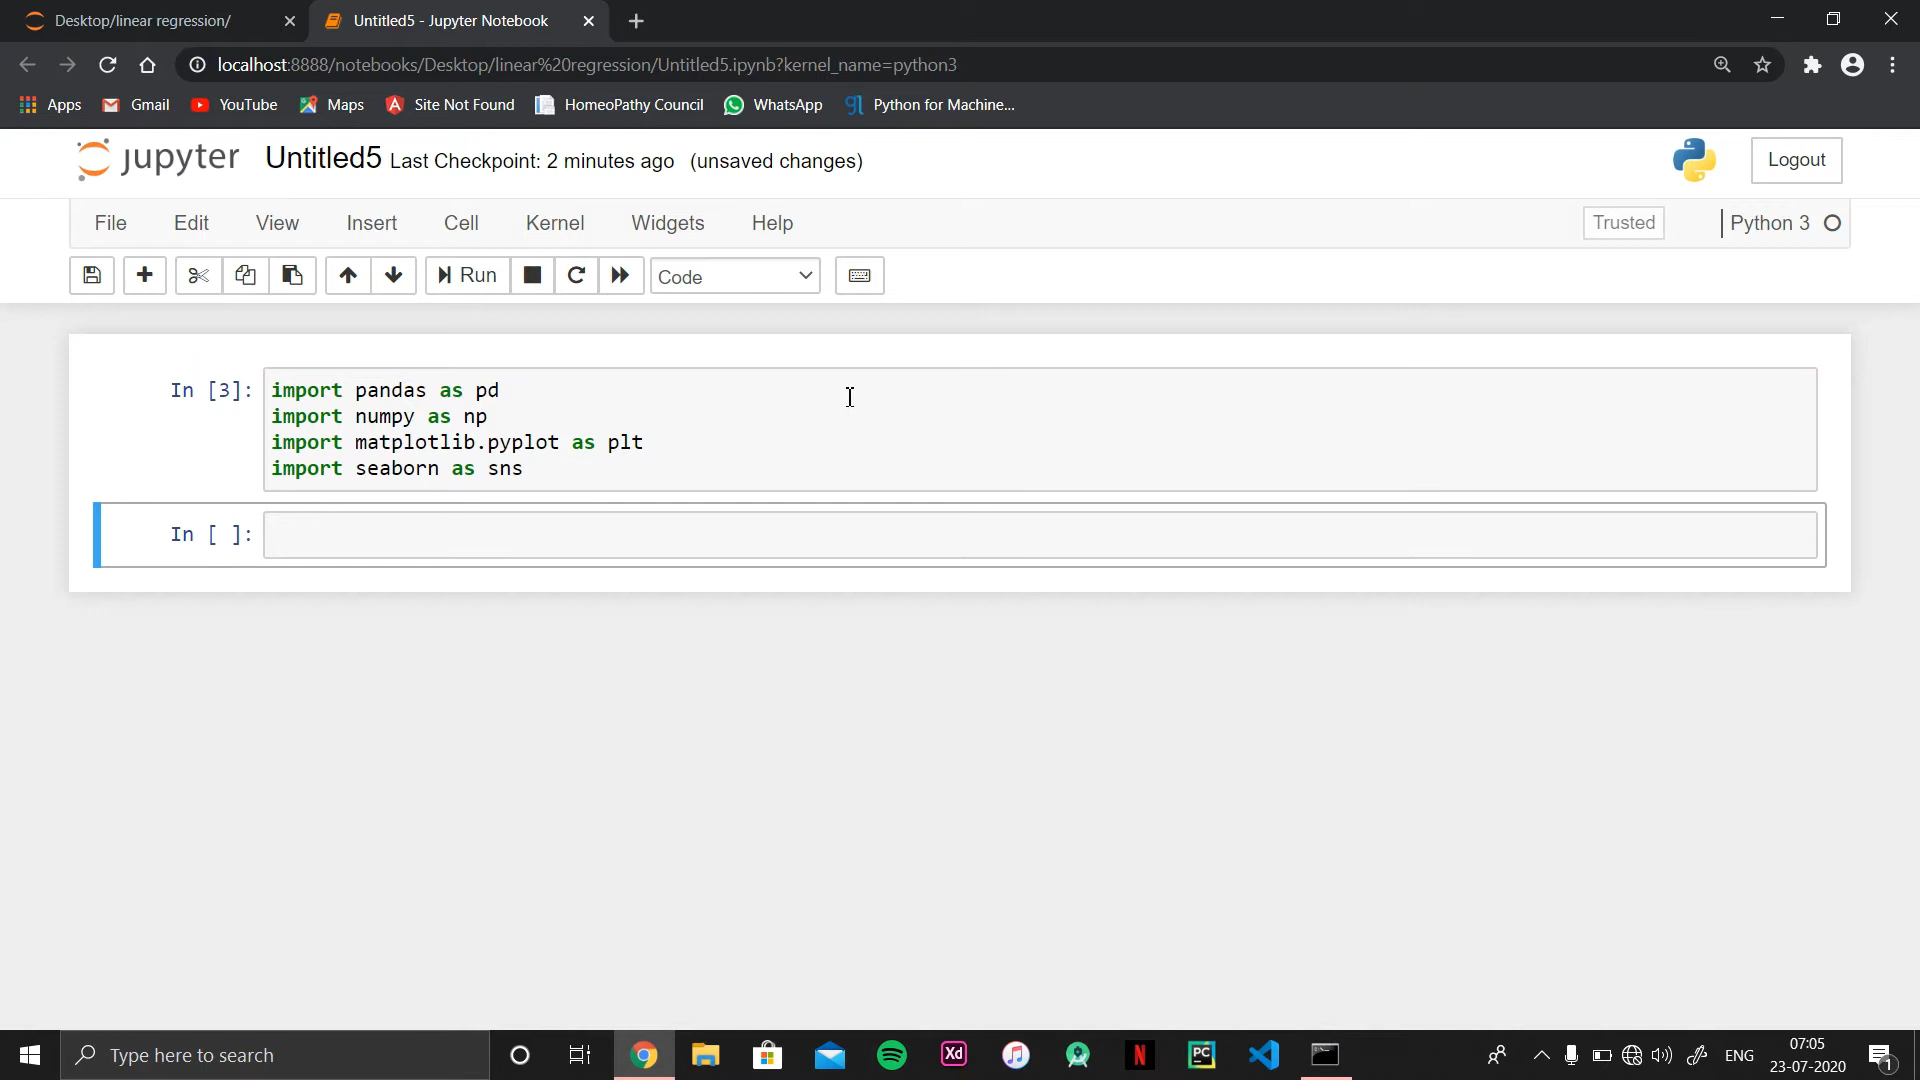 Desktop/linear regression/
Untitled5 - Jupyter Notebook
localhost:8888/notebooks/Desktop/linear%20regression/Untitled5.ipynb?kernel_name=python3
Apps Gmail YouTube Maps Site Not Found HomeoPathy Council WhatsApp Python for Machine...
jupyter Untitled5 Last Checkpoint: 2 minutes ago (unsaved changes) Logout
File Edit View Insert Cell Kernel Widgets Help Trusted Python 3
Run Code
In [3]: import pandas as pd
import numpy as np
import matplotlib.pyplot as plt
import seaborn as sns
In [ ]:
Type here to search Xd N PC ENG 07:05
23-07-2020 1